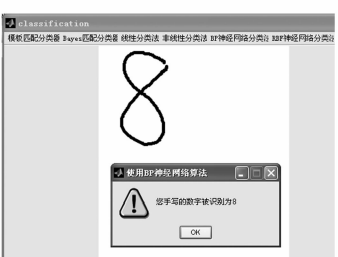 classification
模板匹配分类器 Bayes匹配分类器 线性分类法 非线性分类法 BP神经网络分类法 RBF神经网络分类法
8
使用BP神经网络算法
您手写的数字被识别为8
OK